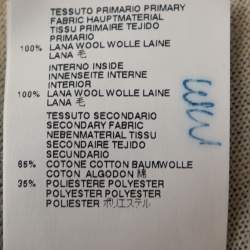 TESSUTO PRIMARIO PRIMARY
FABRIC HAUPTMATERIAL
TISSU PRIMAIRE TEJIDO
PRIMARIO
100% LANA WOOL WOLLE LAINE
LANA 毛
INTERNO INSIDE
INNENSEITE INTERNE
INTERIOR
100% LANA WOOL WOLLE LAINE
LANA 毛
TESSUTO SECONDARIO
SECONDARY FABRIC
NEBENMATERIAL TISSU
SECONDAIRE TEJIDO
SECUNDARIO
65% COTONE COTTON BAUMWOLLE
COTON ALGODON 綿
35% POLIESTERE POLYESTER
POLYESTER POLYESTER
POLIESTER ポリエステル